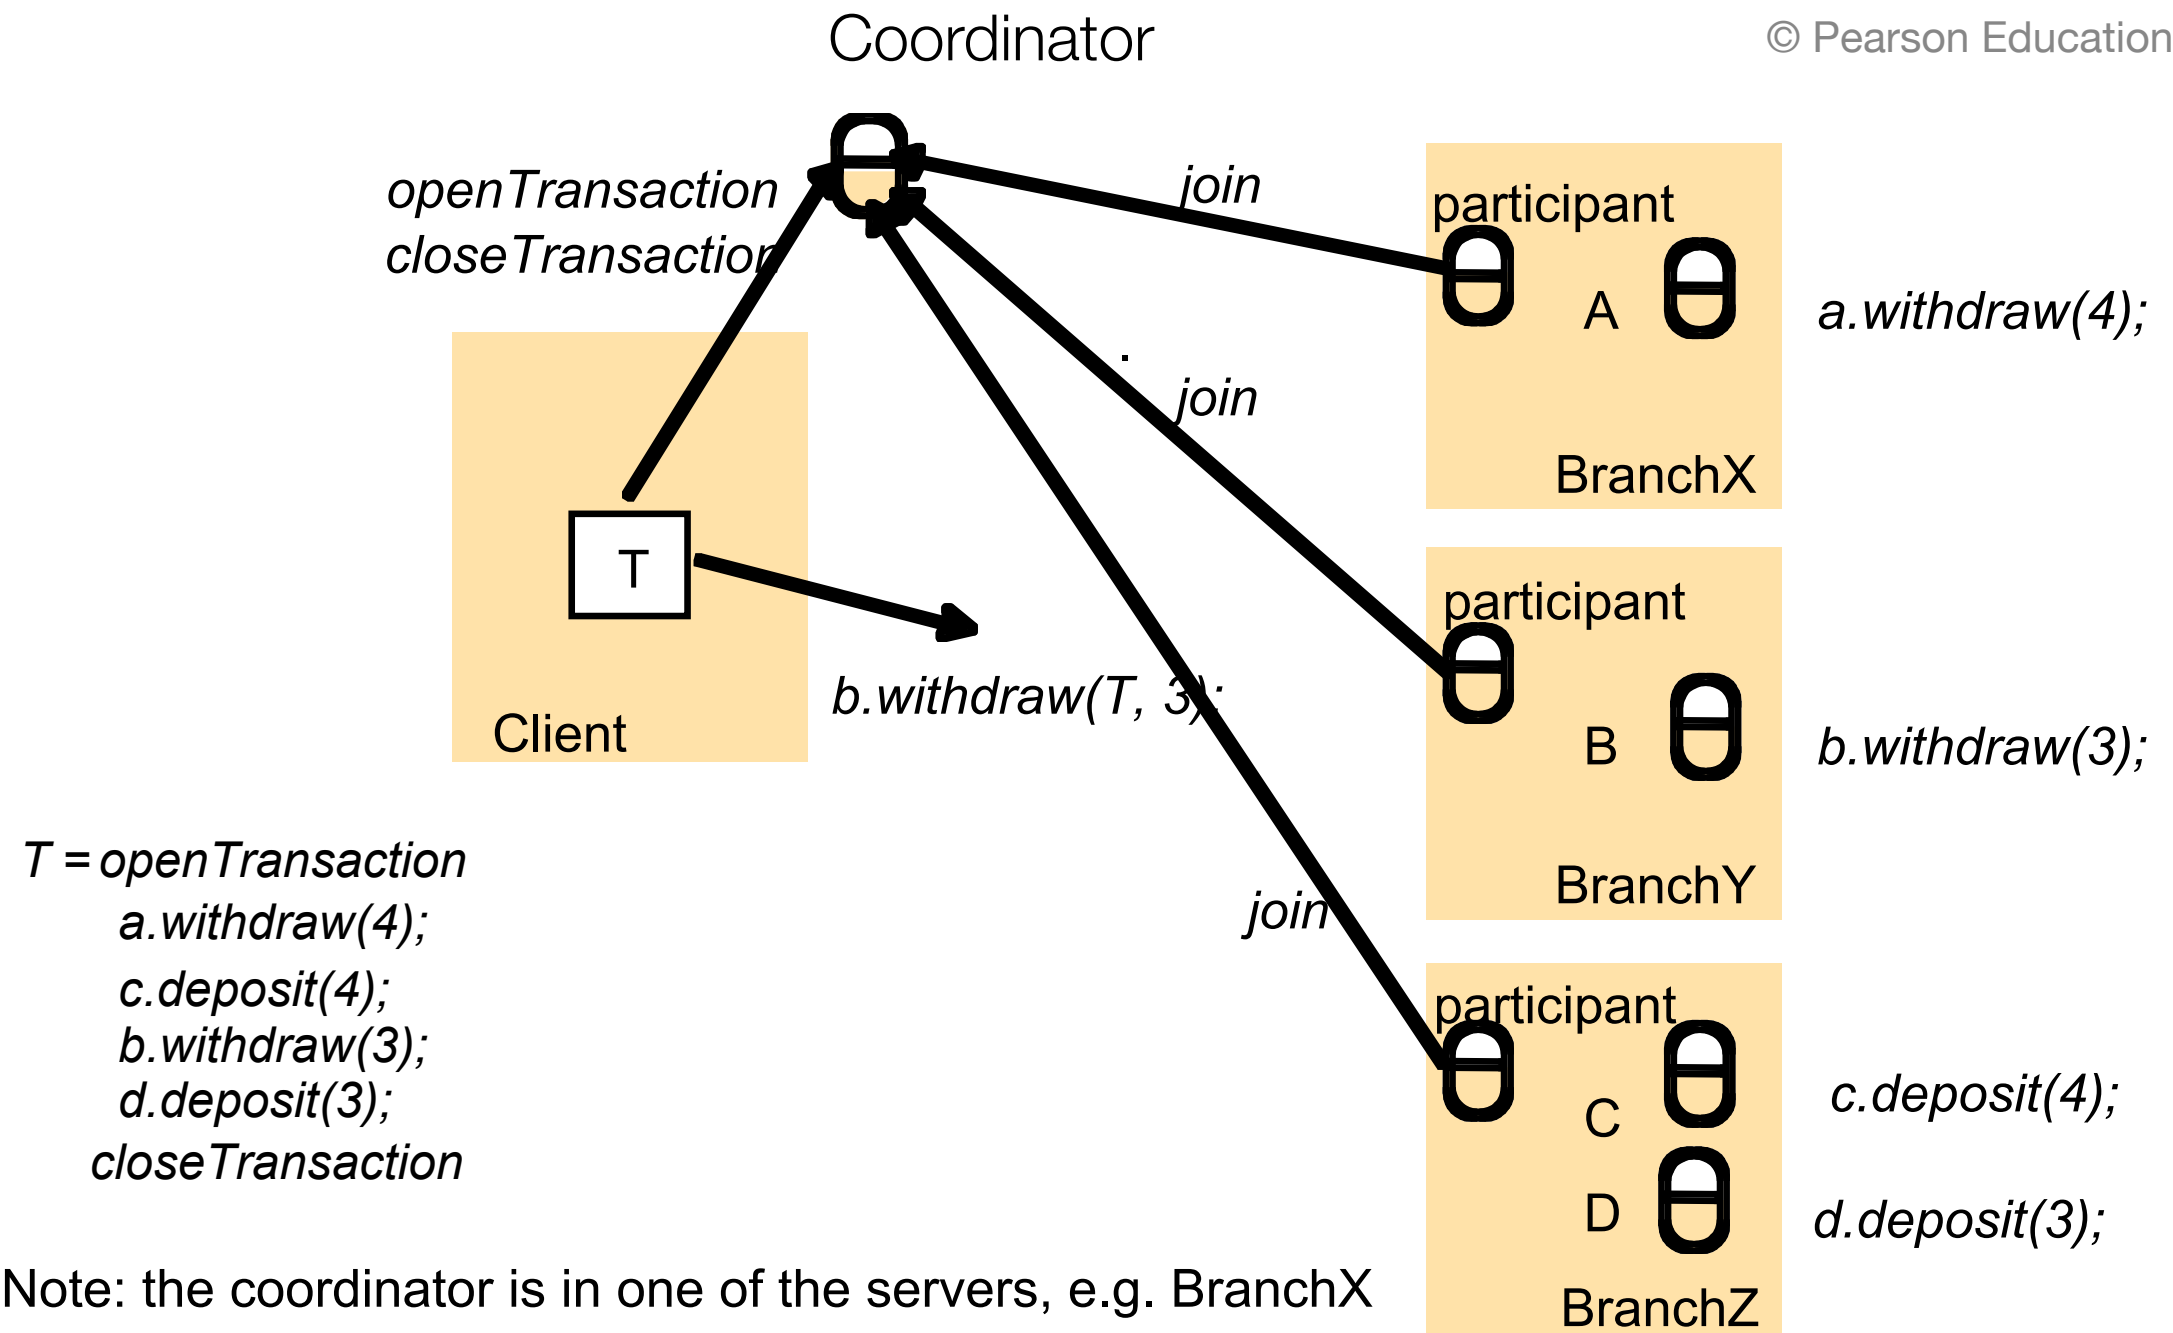 Coordinator
© Pearson Education
openTransaction
closeTransaction
join
participant
A
a.withdraw(4);
BranchX
.
join
T
Client
b.withdraw(T, 3);
participant
B
b.withdraw(3);
BranchY
join
participant
C
c.deposit(4);
D
d.deposit(3);
BranchZ
T = openTransaction
a.withdraw(4);
c.deposit(4);
b.withdraw(3);
d.deposit(3);
closeTransaction
Note: the coordinator is in one of the servers, e.g. BranchX